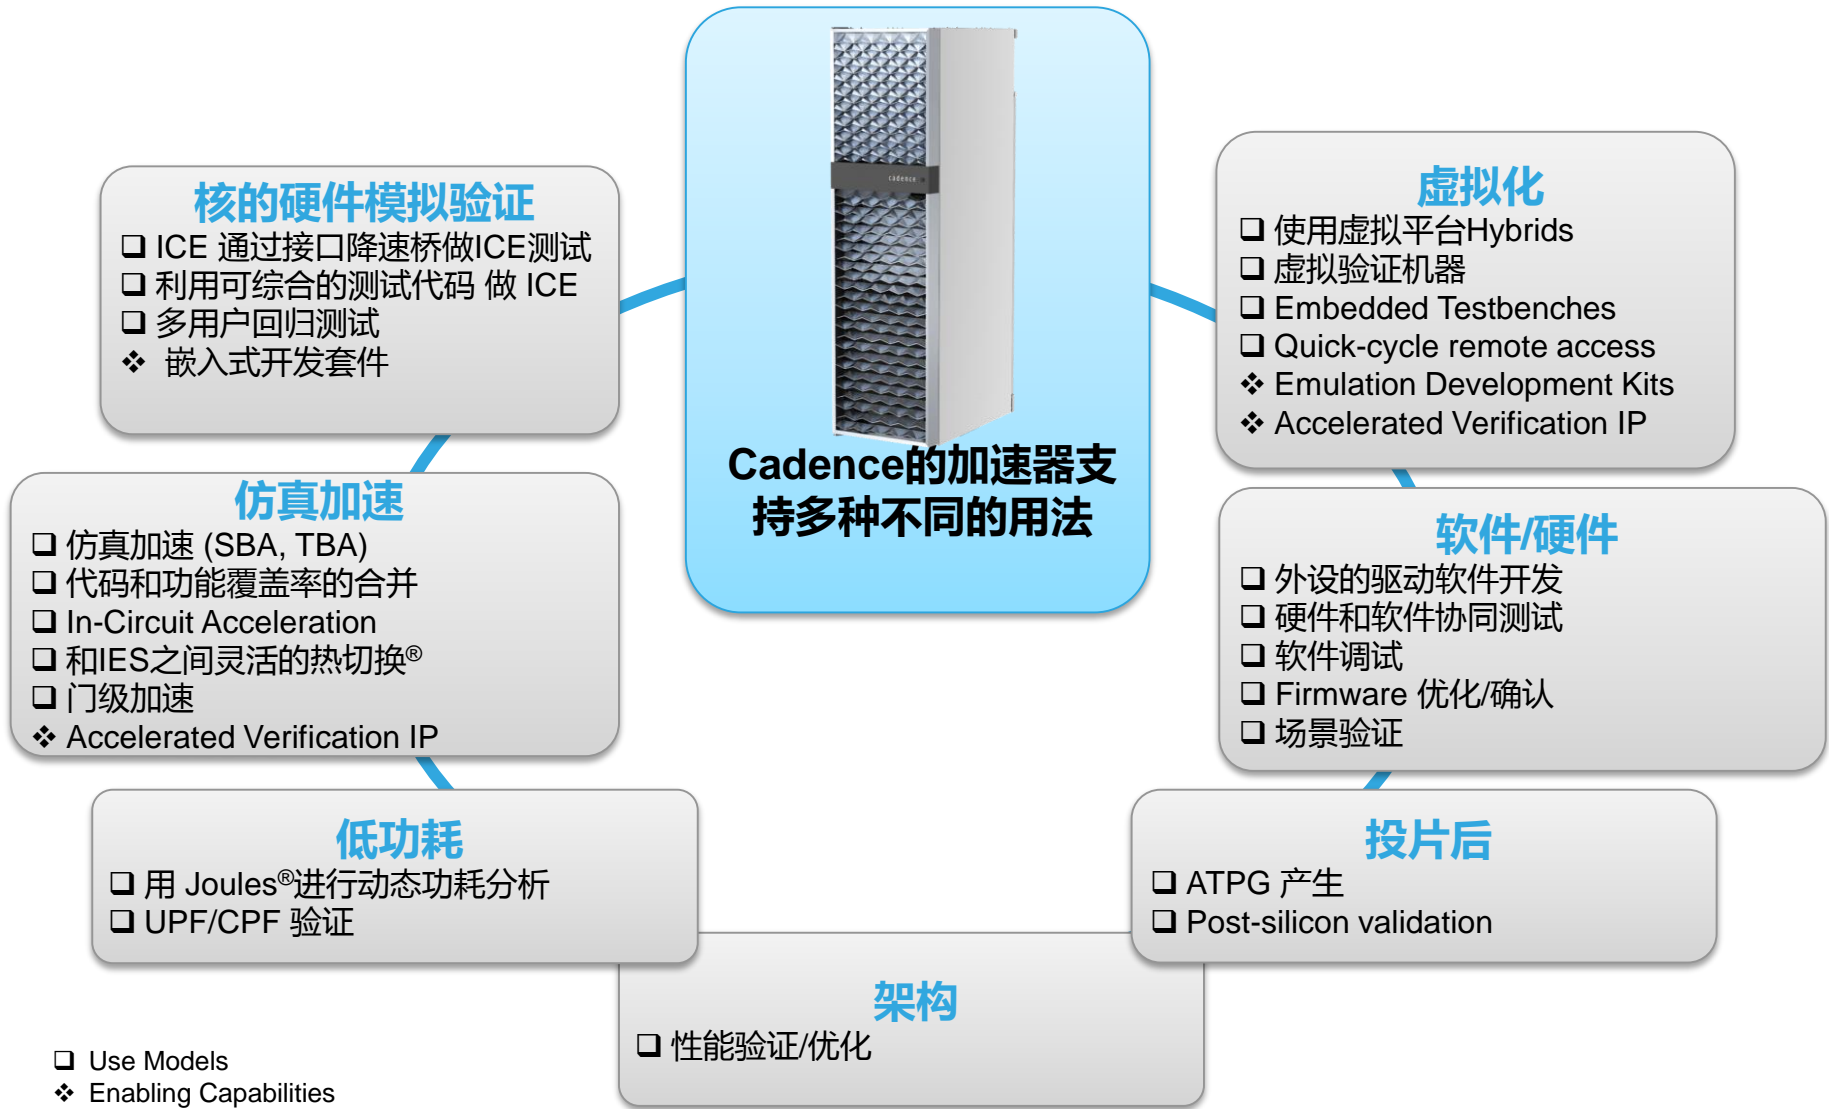 cadence
Cadence的加速器支
持多种不同的用法
核的硬件模拟验证
❑ ICE 通过接口降速桥做ICE测试
❑ 利用可综合的测试代码 做 ICE
❑ 多用户回归测试
❖ 嵌入式开发套件
仿真加速
❑ 仿真加速 (SBA, TBA)
❑ 代码和功能覆盖率的合并
❑ In-Circuit Acceleration
❑ 和IES之间灵活的热切换®
❑ 门级加速
❖ Accelerated Verification IP
低功耗
❑ 用 Joules®进行动态功耗分析
❑ UPF/CPF 验证
架构
❑ 性能验证/优化
虚拟化
❑ 使用虚拟平台Hybrids
❑ 虚拟验证机器
❑ Embedded Testbenches
❑ Quick-cycle remote access
❖ Emulation Development Kits
❖ Accelerated Verification IP
软件/硬件
❑ 外设的驱动软件开发
❑ 硬件和软件协同测试
❑ 软件调试
❑ Firmware 优化/确认
❑ 场景验证
投片后
❑ ATPG 产生
❑ Post-silicon validation
❑ Use Models
❖ Enabling Capabilities